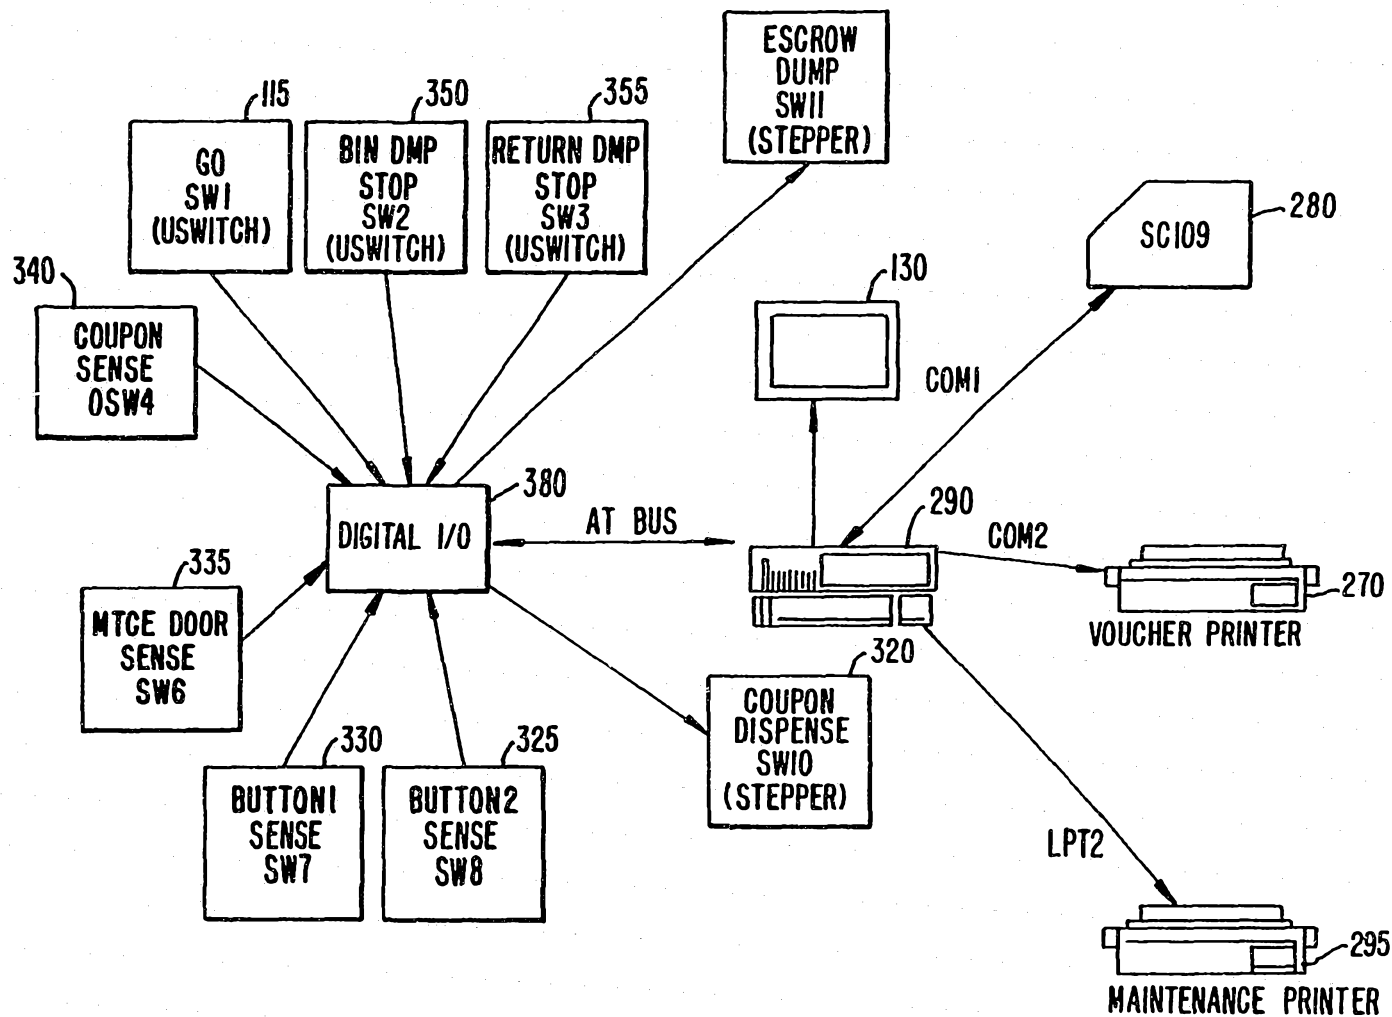 ESCROW
DUMP
SW11
(STEPPER)
115
350
355
GO
SW1
(USWITCH)
BIN DMP
STOP
SW2
(USWITCH)
RETURN DMP
STOP
SW3
(USWITCH)
280
SC109
340
COUPON
SENSE
OSW4
130
COM1
380
DIGITAL I/O
AT BUS
290
COM2
270
VOUCHER PRINTER
335
MTCE DOOR
SENSE
SW6
320
COUPON
DISPENSE
SW10
(STEPPER)
330
325
BUTTON1
SENSE
SW7
BUTTON2
SENSE
SW8
LPT2
295
MAINTENANCE PRINTER